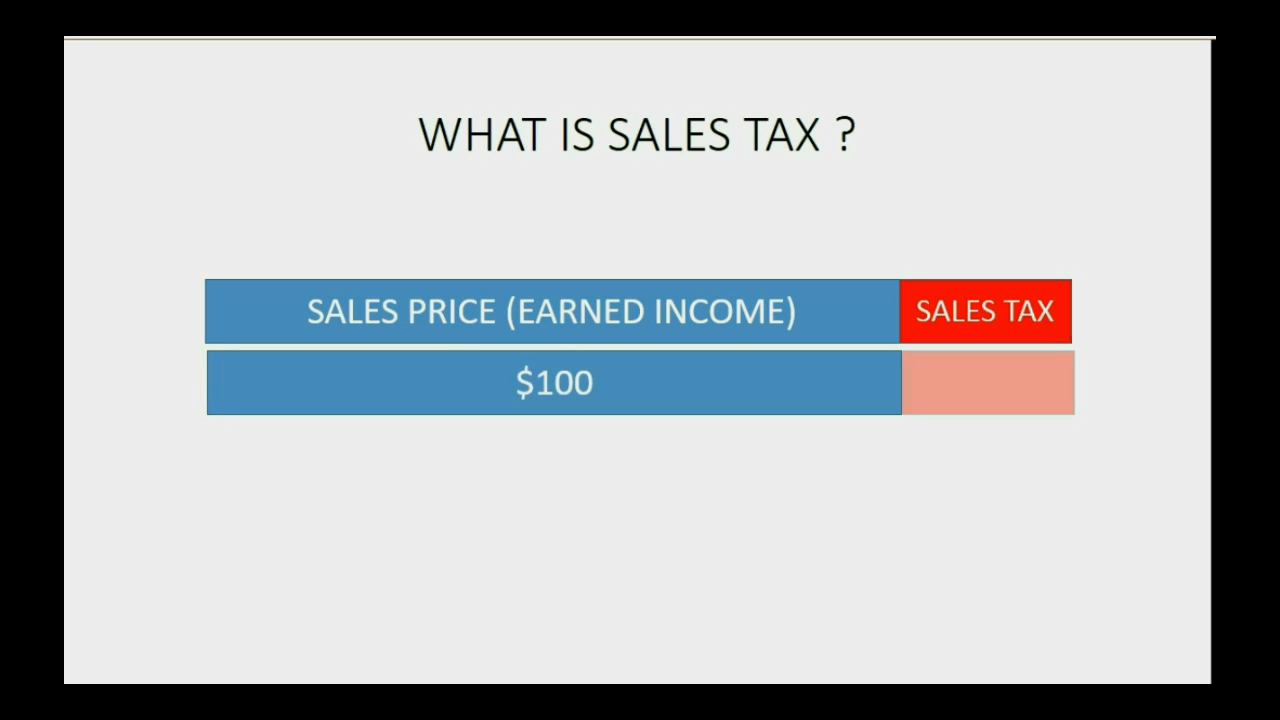 WHAT IS SALES TAX ?
SALES PRICE (EARNED INCOME) SALES TAX
$100